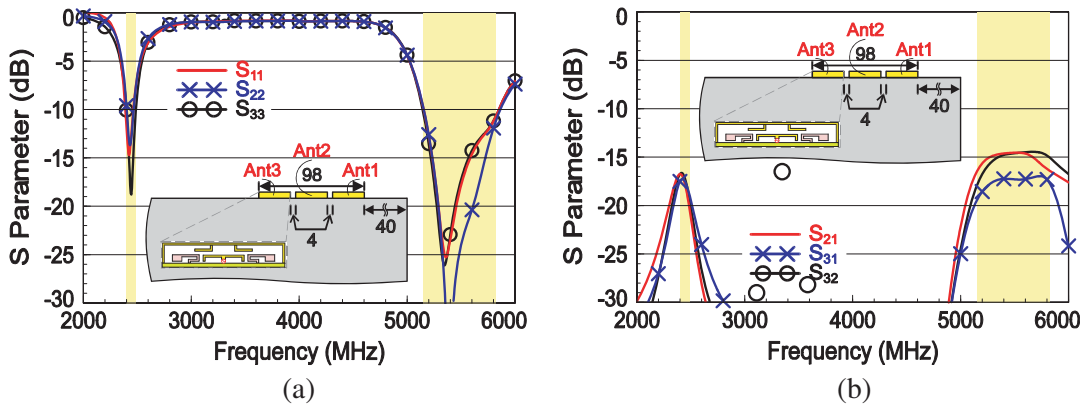 0
-5
-10
-15
-20
-25
-30
S Parameter (dB)
S11
S22
S33
Ant2
Ant3
98
Ant1
4
40
2000
3000
4000
5000
6000
Frequency (MHz)
(a)
0
-5
-10
-15
-20
-25
-30
S Parameter (dB)
Ant2
Ant3
98
Ant1
4
40
S21
S31
S32
2000
3000
4000
5000
6000
Frequency (MHz)
(b)